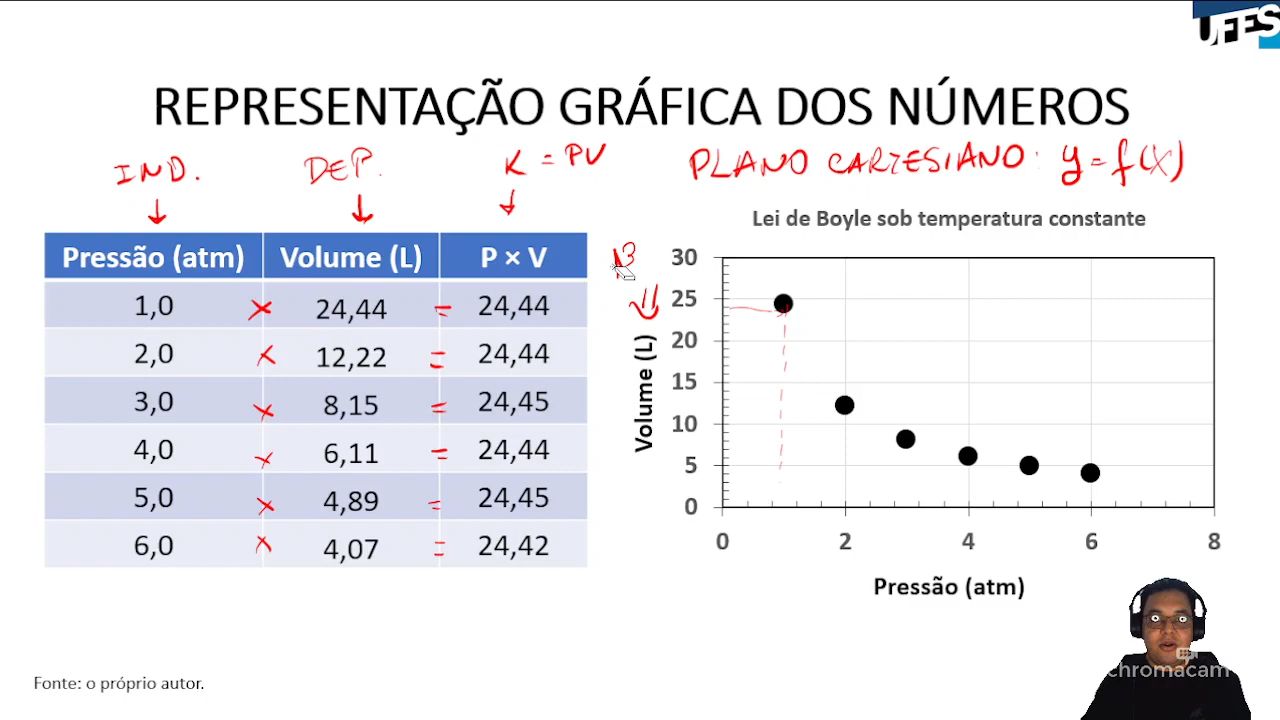 UFES
REPRESENTAÇÃO GRÁFICA DOS NÚMEROS
IND. DEP. K = PV PLANO CARTESIANO: y = f(x)
Pressão (atm) Volume (L) P × V
1,0 × 24,44 = 24,44
2,0 × 12,22 = 24,44
3,0 × 8,15 = 24,45
4,0 × 6,11 = 24,44
5,0 × 4,89 = 24,45
6,0 × 4,07 = 24,42
Lei de Boyle sob temperatura constante
Volume (L)
30
25
20
15
10
5
0
0 2 4 6 8
Pressão (atm)
chromacam
Fonte: o próprio autor.